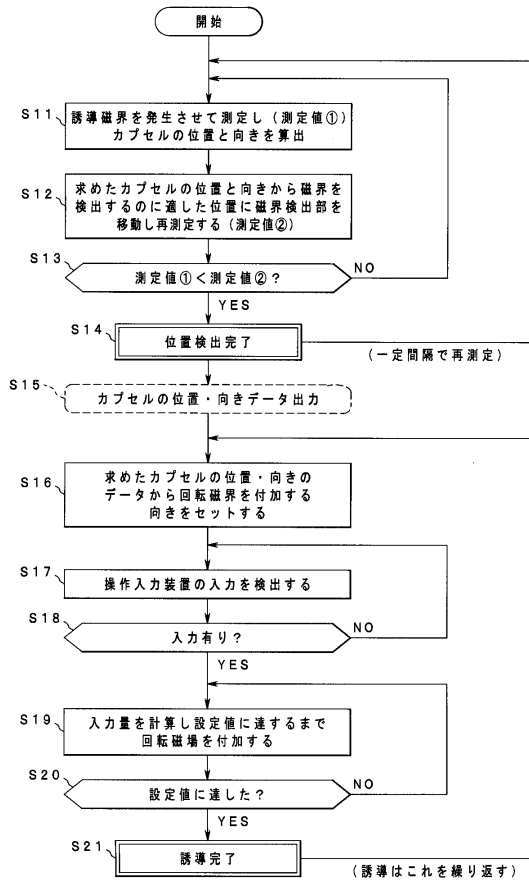 開始
S11
誘導磁界を発生させて測定し(測定値①)
カプセルの位置と向きを算出
S12
求めたカプセルの位置と向きから磁界を
検出するのに適した位置に磁界検出部を
移動し再測定する(測定値②)
S13
測定値①<測定値②?
NO
YES
S14
位置検出完了
(一定間隔で再測定)
S15
カプセルの位置・向きデータ出力
S16
求めたカプセルの位置・向きの
データから回転磁界を付加する
向きをセットする
S17
操作入力装置の入力を検出する
S18
入力有り?
NO
YES
S19
入力量を計算し設定値に達するまで
回転磁場を付加する
S20
設定値に達した?
NO
YES
S21
誘導完了
(誘導はこれを繰り返す)